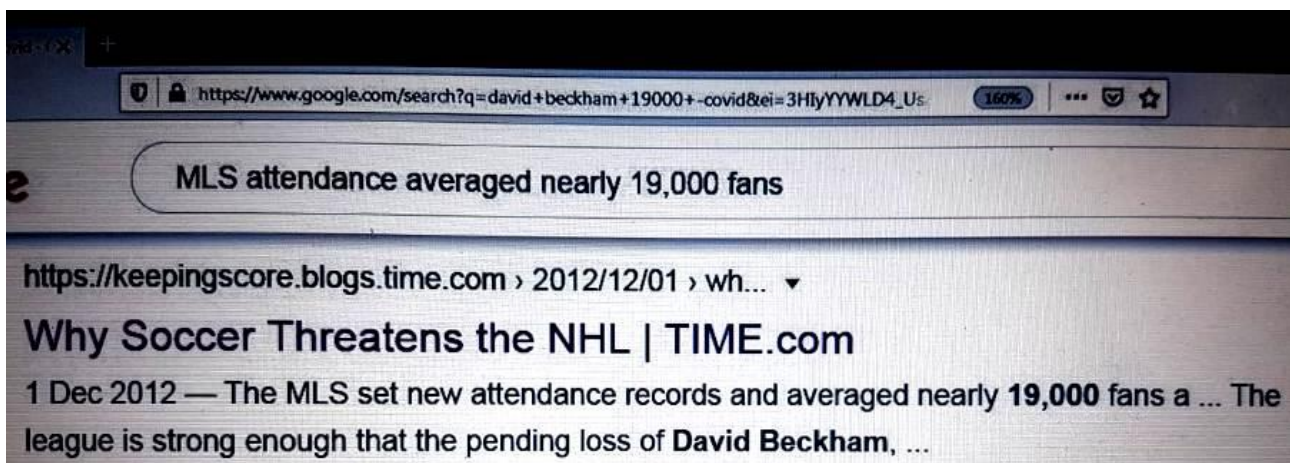 +
https://www.google.com/search?q=david+beckham+19000+-covid&ei=3HIyYYWLD4_Us
160%
e
MLS attendance averaged nearly 19,000 fans
https://keepingscore.blogs.time.com › 2012/12/01 › wh...
Why Soccer Threatens the NHL | TIME.com
1 Dec 2012 — The MLS set new attendance records and averaged nearly 19,000 fans a ... The
league is strong enough that the pending loss of David Beckham, ...